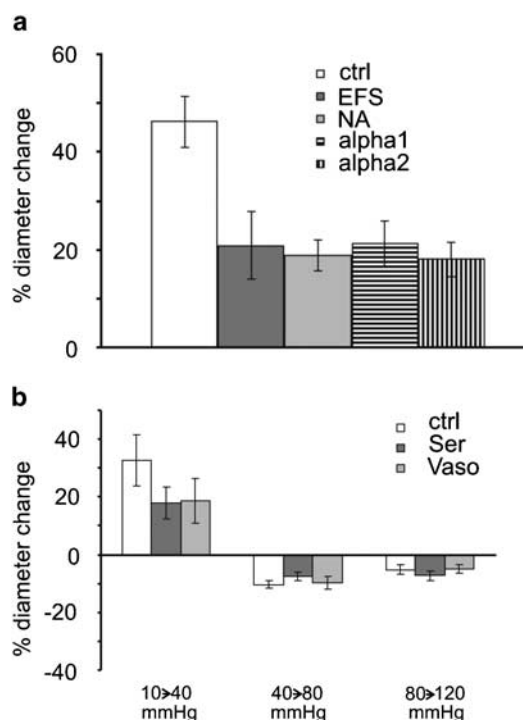 a
60
40
20
0
% diameter change
ctrl
EFS
NA
alpha1
alpha2
b
40
20
0
-20
-40
% diameter change
ctrl
Ser
Vaso
10>40 40>80 80>120
mmHg mmHg mmHg